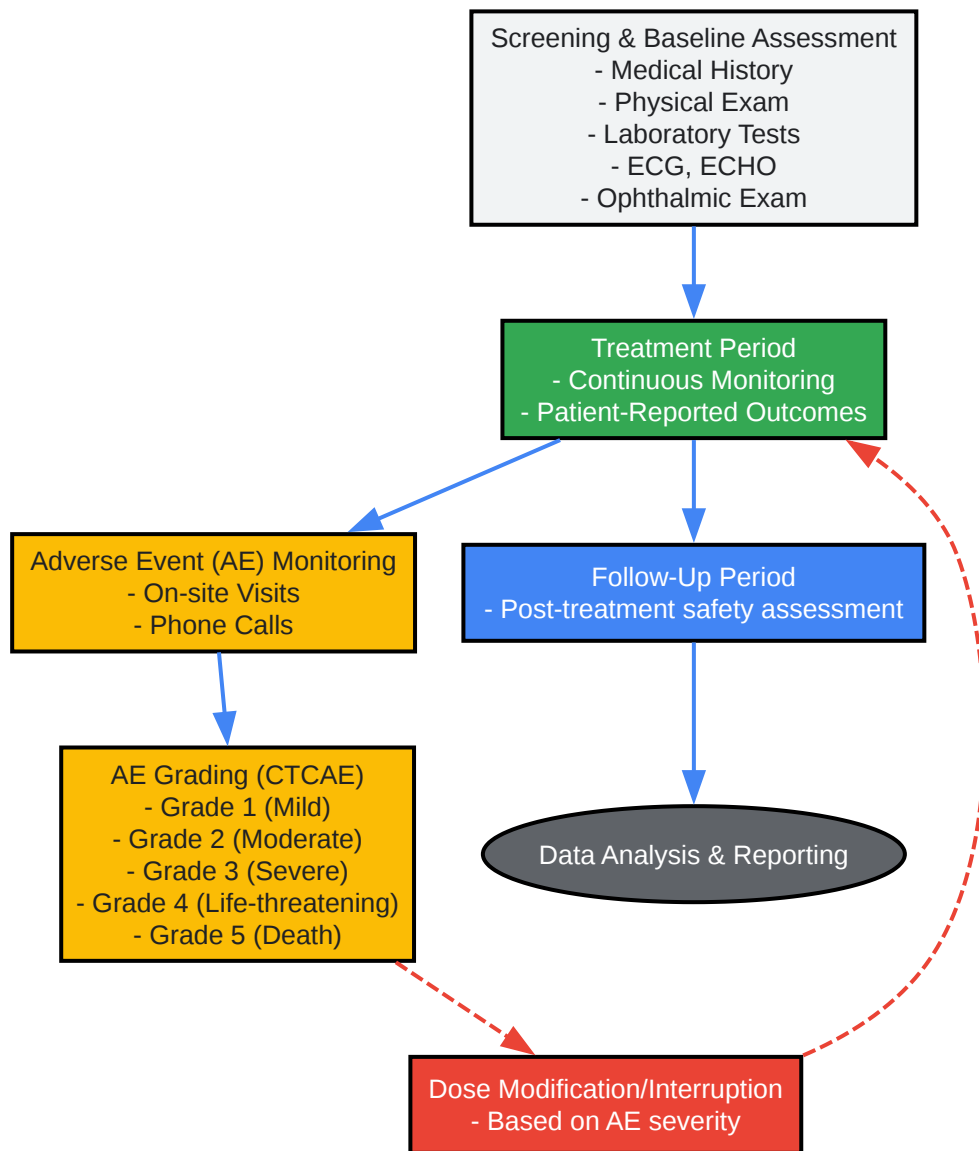 Screening & Baseline Assessment
- Medical History
- Physical Exam
- Laboratory Tests
- ECG, ECHO
- Ophthalmic Exam
Treatment Period
- Continuous Monitoring
- Patient-Reported Outcomes
Adverse Event (AE) Monitoring
- On-site Visits
- Phone Calls
Follow-Up Period
- Post-treatment safety assessment
AE Grading (CTCAE)
- Grade 1 (Mild)
- Grade 2 (Moderate)
- Grade 3 (Severe)
- Grade 4 (Life-threatening)
- Grade 5 (Death)
Data Analysis & Reporting
Dose Modification/Interruption
- Based on AE severity